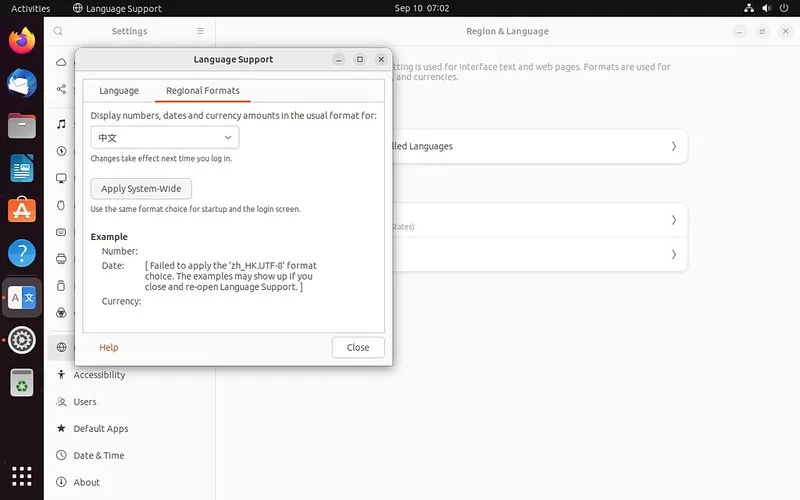 Activities
Language Support
Sep 10 07:02
Settings
Region & Language
Language Support
Language
Regional Formats
Display numbers, dates and currency amounts in the usual format for:
中文
Changes take effect next time you log in.
Apply System-Wide
Use the same format choice for startup and the login screen.
Example
Number:
Date: [ Failed to apply the 'zh_HK.UTF-8' format
choice. The examples may show up if you
close and re-open Language Support. ]
Currency:
Help
Close
tting is used for interface text and web pages. Formats are used for
, and currencies.
lled Languages
States)
Accessibility
Users
Default Apps
Date & Time
About